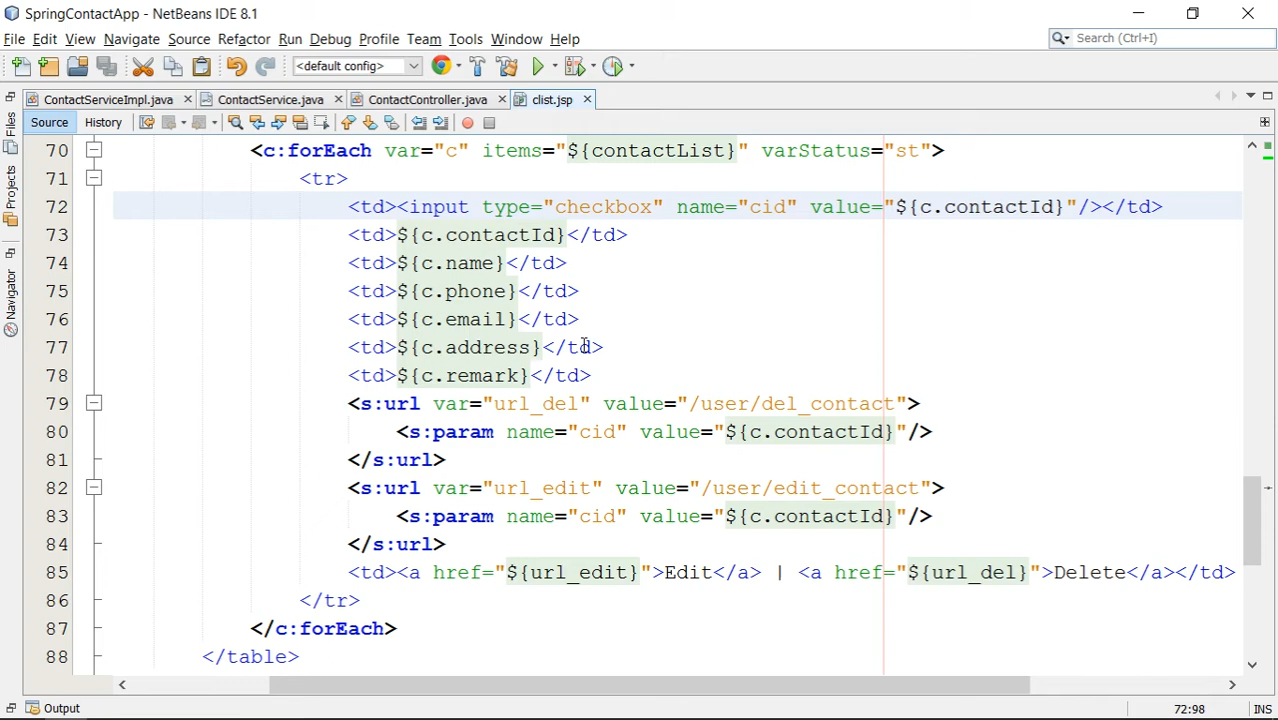 SpringContactApp - NetBeans IDE 8.1
File Edit View Navigate Source Refactor Run Debug Profile Team Tools Window Help
Search (Ctrl+I)
<default config>
ContactServiceImpl.java ContactService.java ContactController.java clist.jsp
Source History
Files
Projects
Navigator
70 <c:forEach var="c" items="${contactList}" varStatus="st">
71 <tr>
72 <td><input type="checkbox" name="cid" value="${c.contactId}"/></td>
73 <td>${c.contactId}</td>
74 <td>${c.name}</td>
75 <td>${c.phone}</td>
76 <td>${c.email}</td>
77 <td>${c.address}</td>
78 <td>${c.remark}</td>
79 <s:url var="url_del" value="/user/del_contact">
80 <s:param name="cid" value="${c.contactId}"/>
81 </s:url>
82 <s:url var="url_edit" value="/user/edit_contact">
83 <s:param name="cid" value="${c.contactId}"/>
84 </s:url>
85 <td><a href="${url_edit}">Edit</a> | <a href="${url_del}">Delete</a></td>
86 </tr>
87 </c:forEach>
88 </table>
Output
72:98 INS